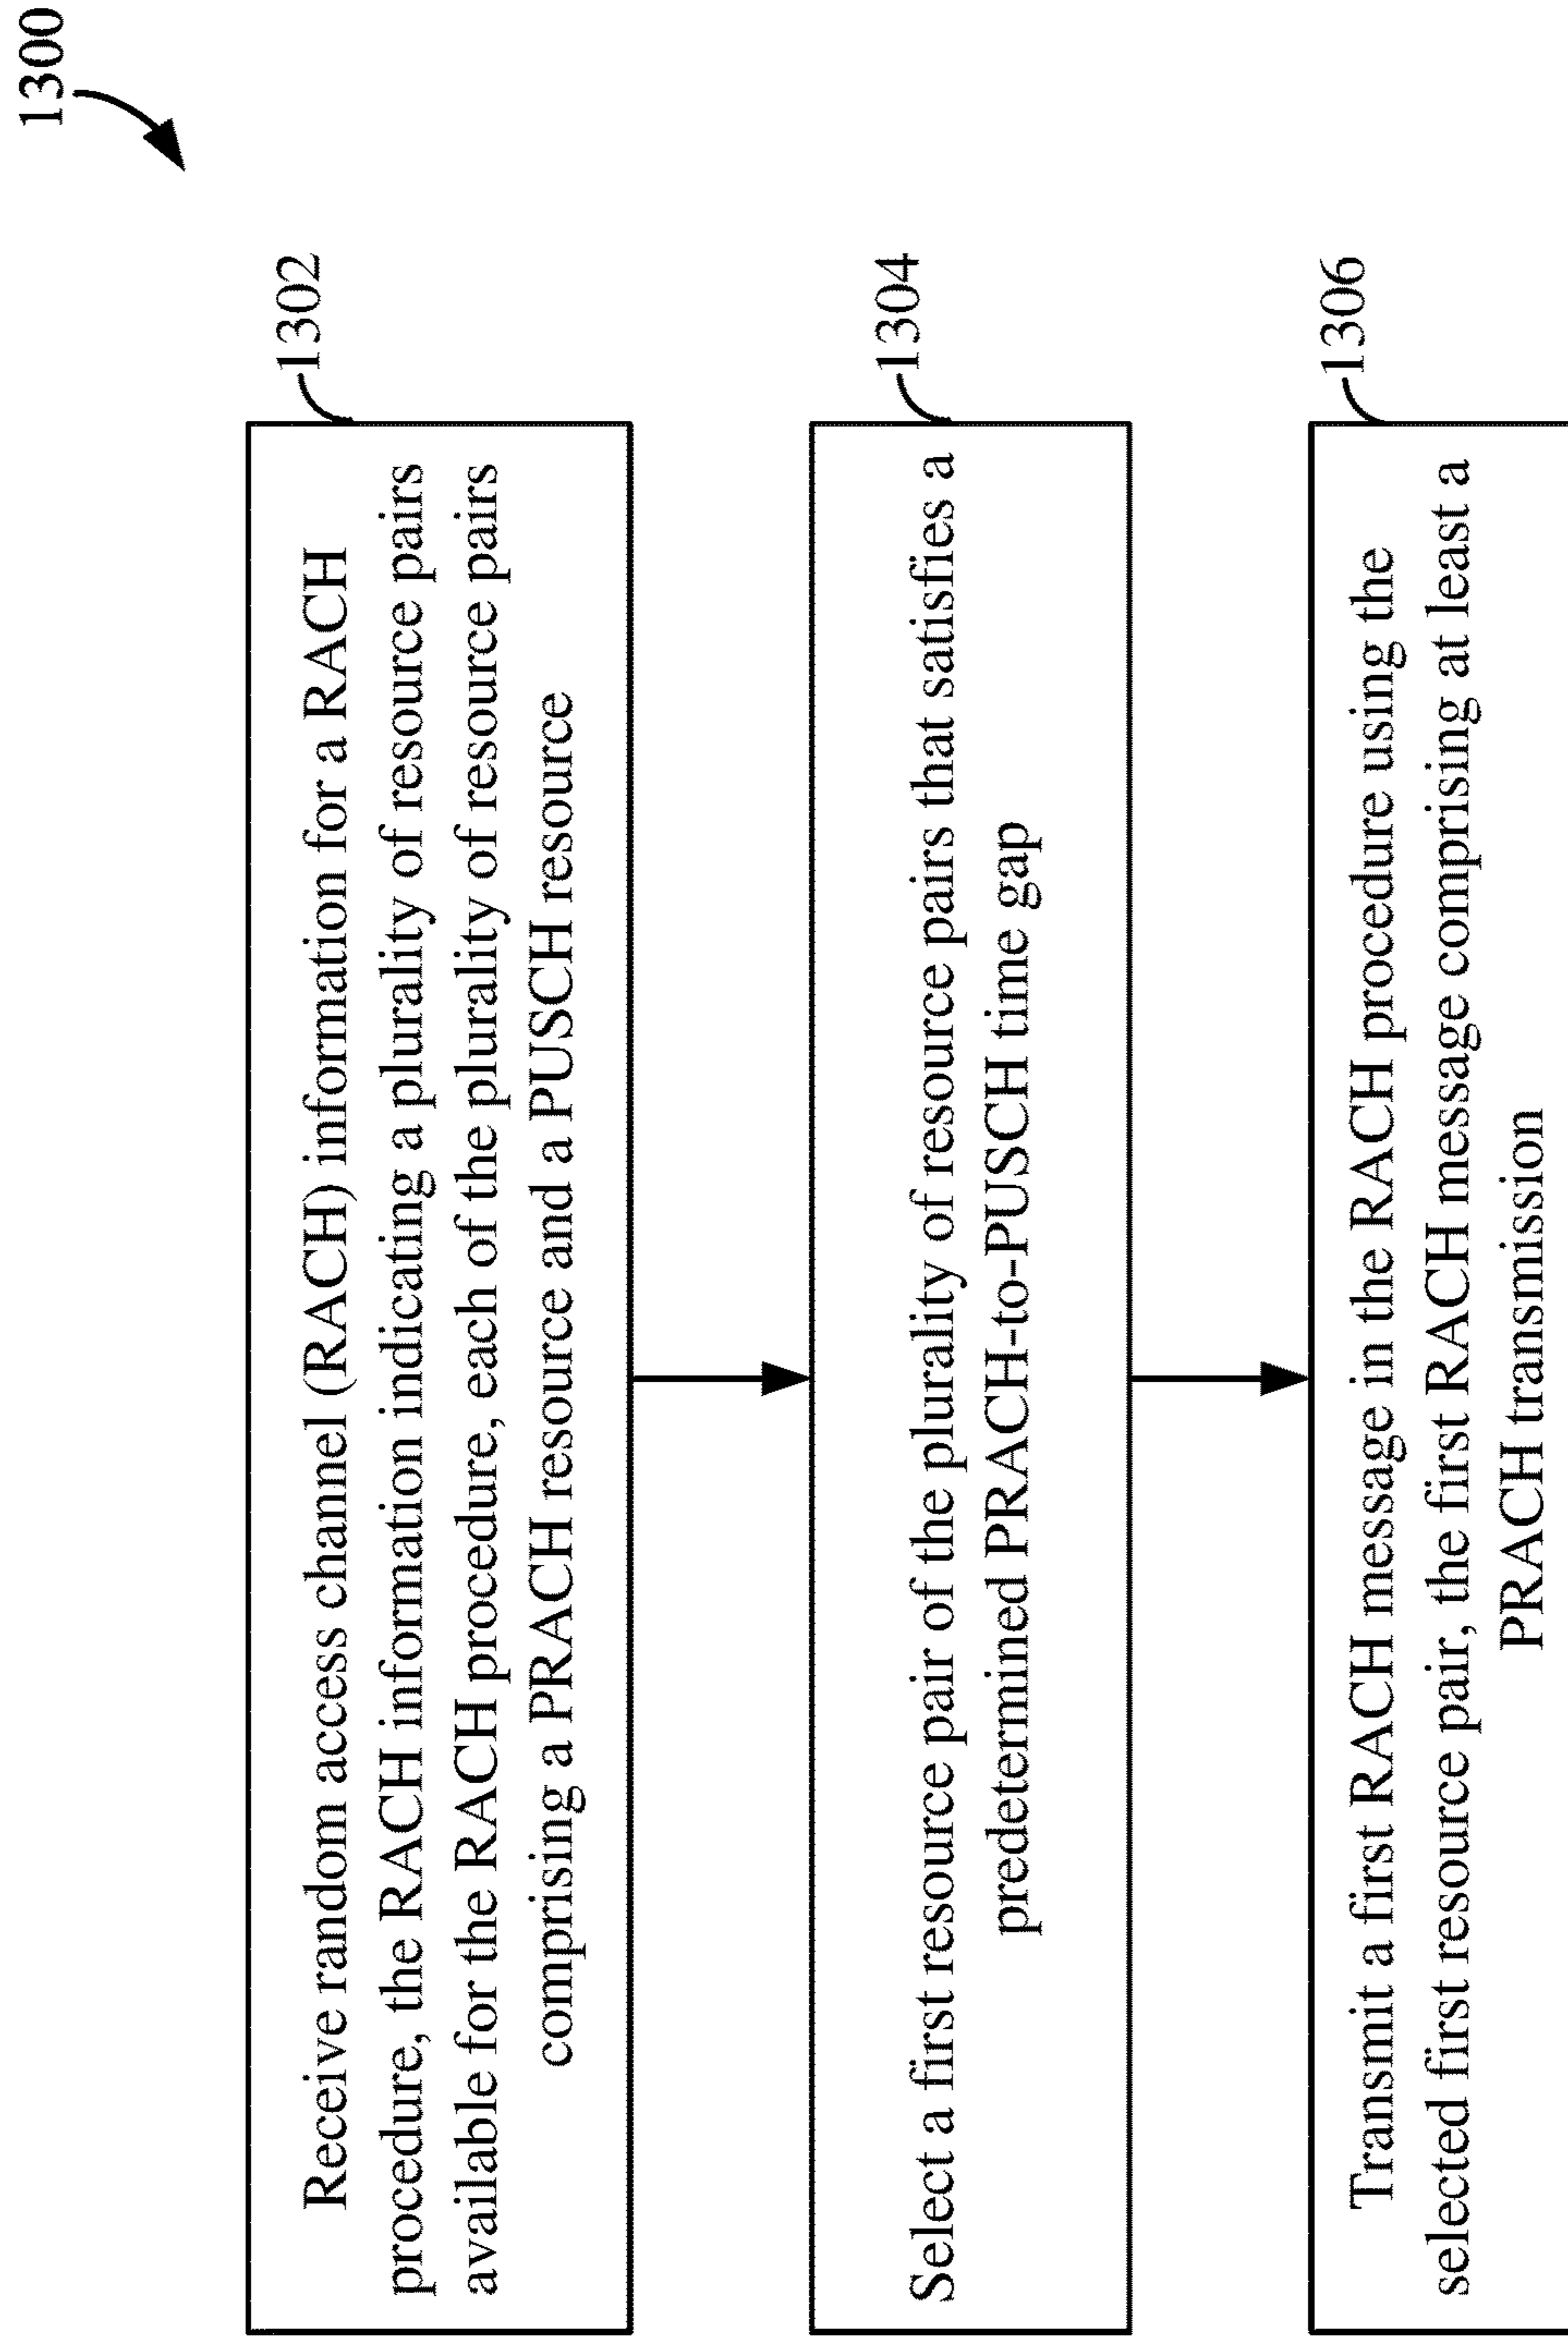 1300
1302
Receive random access channel (RACH) information for a RACH
procedure, the RACH information indicating a plurality of resource pairs
available for the RACH procedure, each of the plurality of resource pairs
comprising a PRACH resource and a PUSCH resource
1304
Select a first resource pair of the plurality of resource pairs that satisfies a
predetermined PRACH-to-PUSCH time gap
1306
Transmit a first RACH message in the RACH procedure using the
selected first resource pair, the first RACH message comprising at least a
PRACH transmission